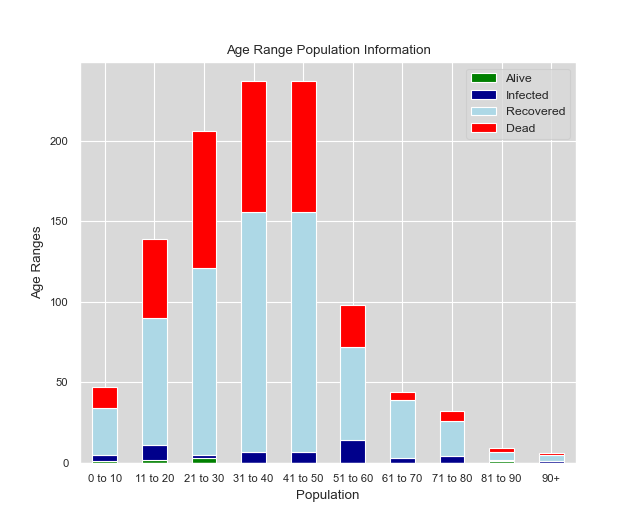 Age Range Population Information
Alive
Infected
Recovered
Dead
Age Ranges
200
150
100
50
0
0 to 10 11 to 20 21 to 30 31 to 40 41 to 50 51 to 60 61 to 70 71 to 80 81 to 90 90+
Population